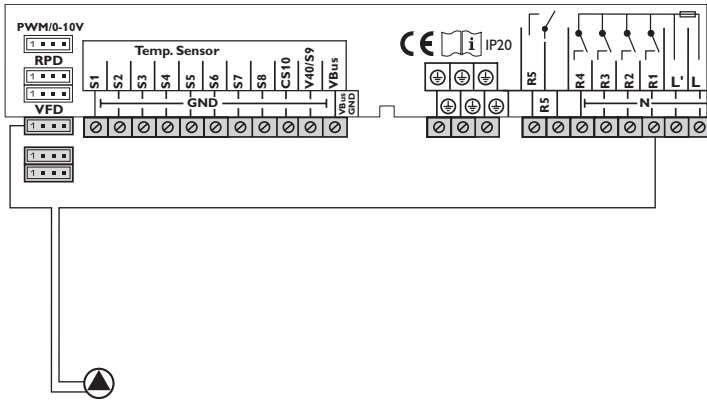 PWM/0-10V
RPD
VFD
1
1
1
1
1
1
Temp. Sensor
S1
S2
S3
S4
S5
S6
S7
S8
CS10
V40/S9
VBus
GND
VBus
GND
CE
i
IP20
R5
R5
R4
R3
R2
R1
L'
L
N